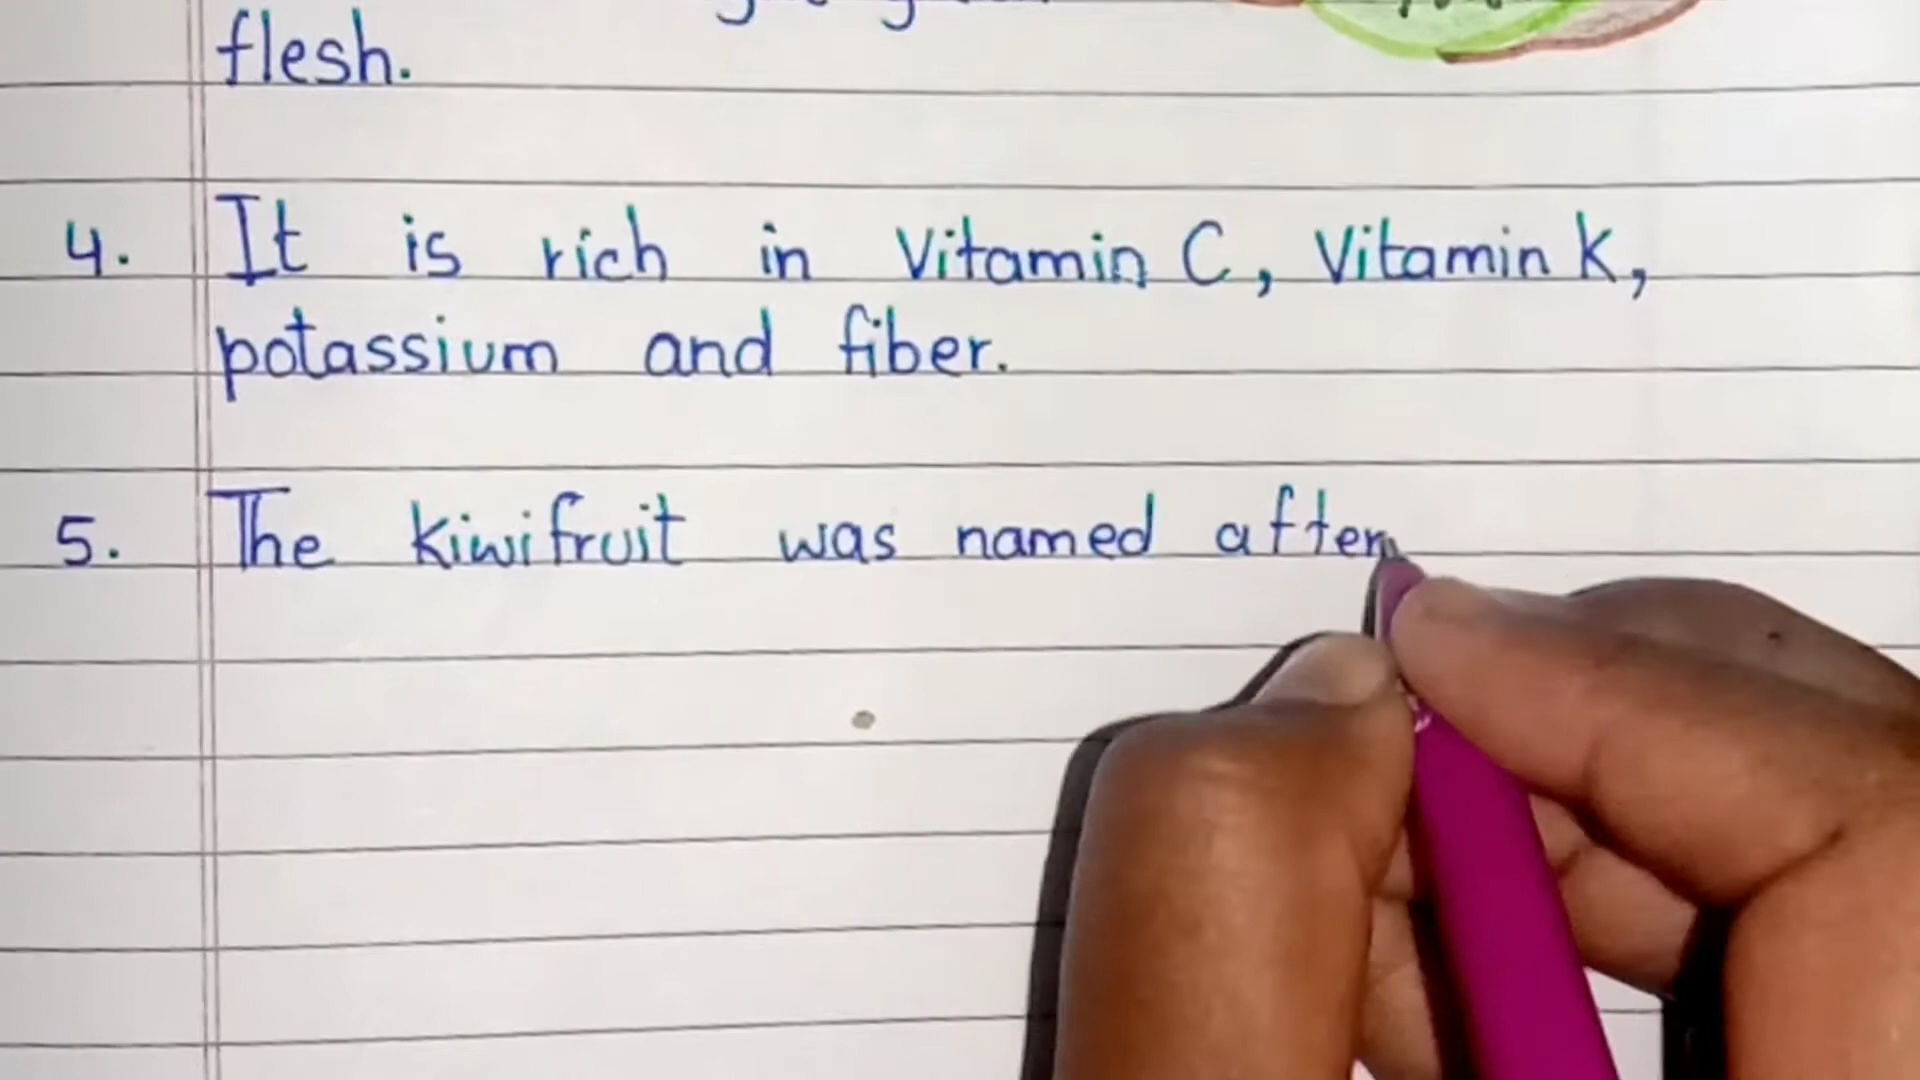 flesh.
4. It is rich in Vitamin C, Vitamin K,
potassium and fiber.
5. The kiwifruit was named after